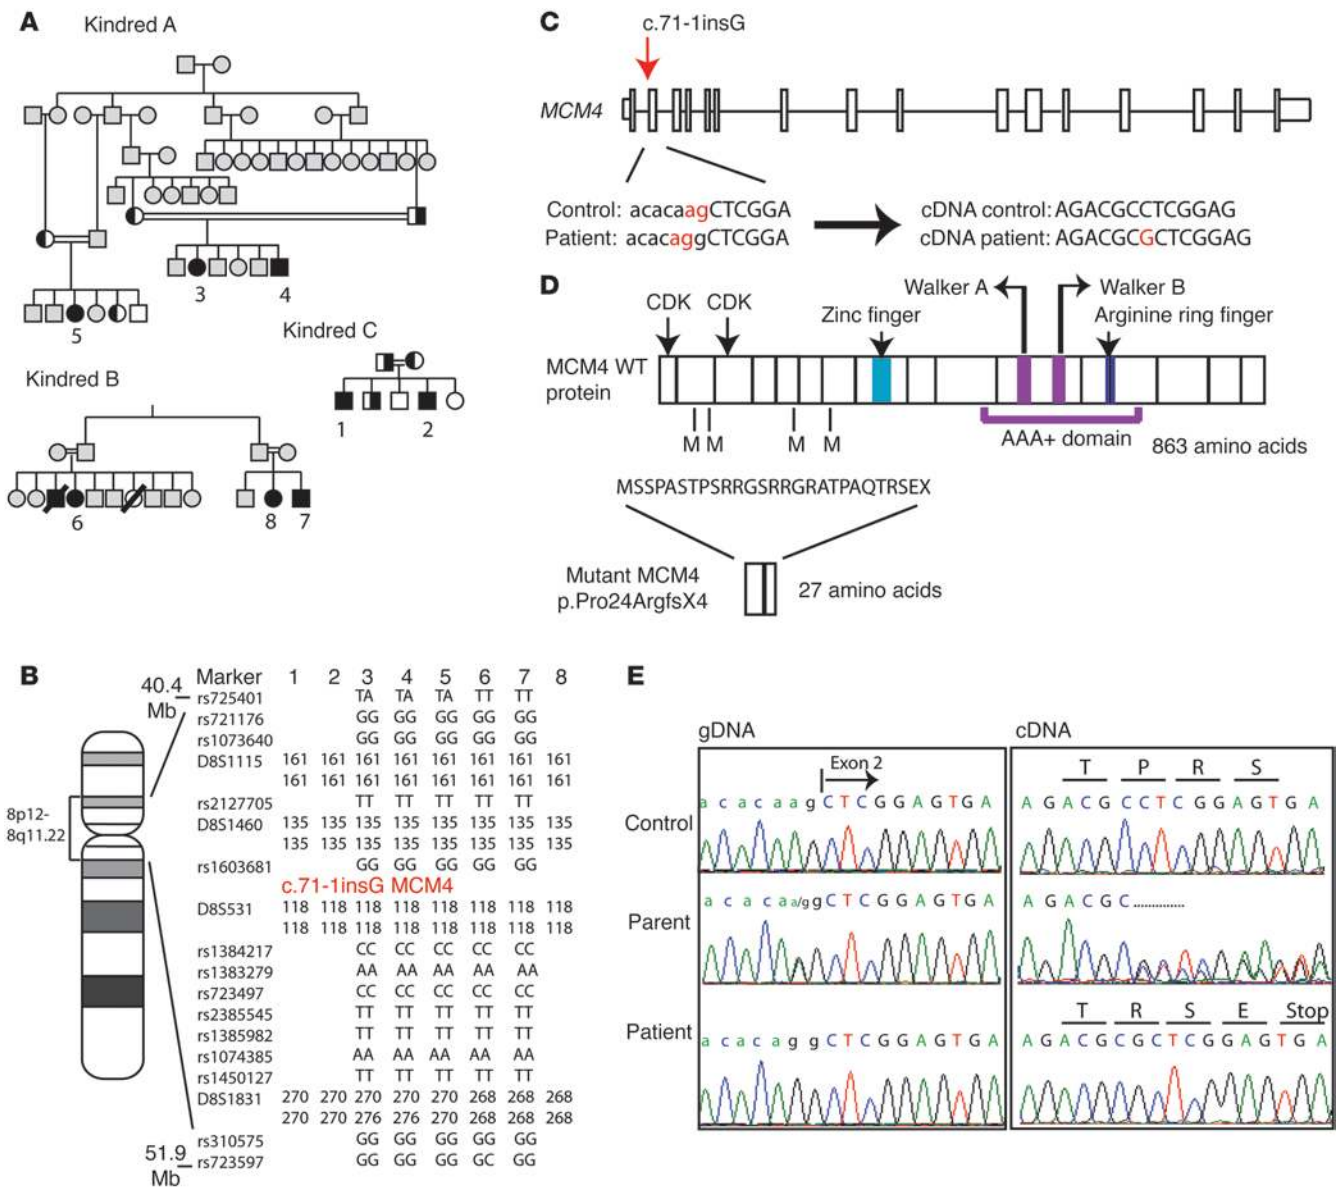 A
Kindred A
3
4
5
Kindred C
1
2
Kindred B
6
8
7
C
c.71-1insG
MCM4
Control: acacaagCTCGGA
Patient: acacaggCTCGGA
cDNA control: AGACGCCTCGGAG
cDNA patient: AGACGCGCTCGGAG
D
CDK
CDK
Zinc finger
Walker A
Walker B
Arginine ring finger
MCM4 WT
protein
M M M M
AAA+ domain
863 amino acids
MSSPASTPSRRGSRRGRATPAQTRSEX
Mutant MCM4
p.Pro24ArgfsX4
27 amino acids
B
40.4
Mb
8p12-
8q11.22
51.9
Mb
Marker 1 2 3 4 5 6 7 8
rs725401 TA TA TA TT TT
rs721176 GG GG GG GG GG
rs1073640 GG GG GG GG GG
D8S1115 161 161 161 161 161 161 161 161
161 161 161 161 161 161 161 161
rs2127705 TT TT TT TT TT
D8S1460 135 135 135 135 135 135 135 135
135 135 135 135 135 135 135 135
rs1603681 GG GG GG GG GG
c.71-1insG MCM4
D8S531 118 118 118 118 118 118 118 118
118 118 118 118 118 118 118 118
rs1384217 CC CC CC CC CC
rs1383279 AA AA AA AA AA
rs723497 CC CC CC CC CC
rs2385545 TT TT TT TT TT
rs1385982 TT TT TT TT TT
rs1074385 AA AA AA AA AA
rs1450127 TT TT TT TT TT
D8S1831 270 270 270 270 270 268 268 268
270 270 276 276 270 268 268 268
rs310575 GG GG GG GG GG
rs723597 GG GG GG GC GG
E
gDNA
cDNA
Exon 2
Control
a c a c a a g C T C G G A G T G A
T P R S
A G A C G C C T C G G A G T G A
Parent
a c a c a a/g g C T C G G A G T G A
A G A C G C ..............
Patient
a c a c a g g C T C G G A G T G A
T R S E Stop
A G A C G C G C T C G G A G T G A